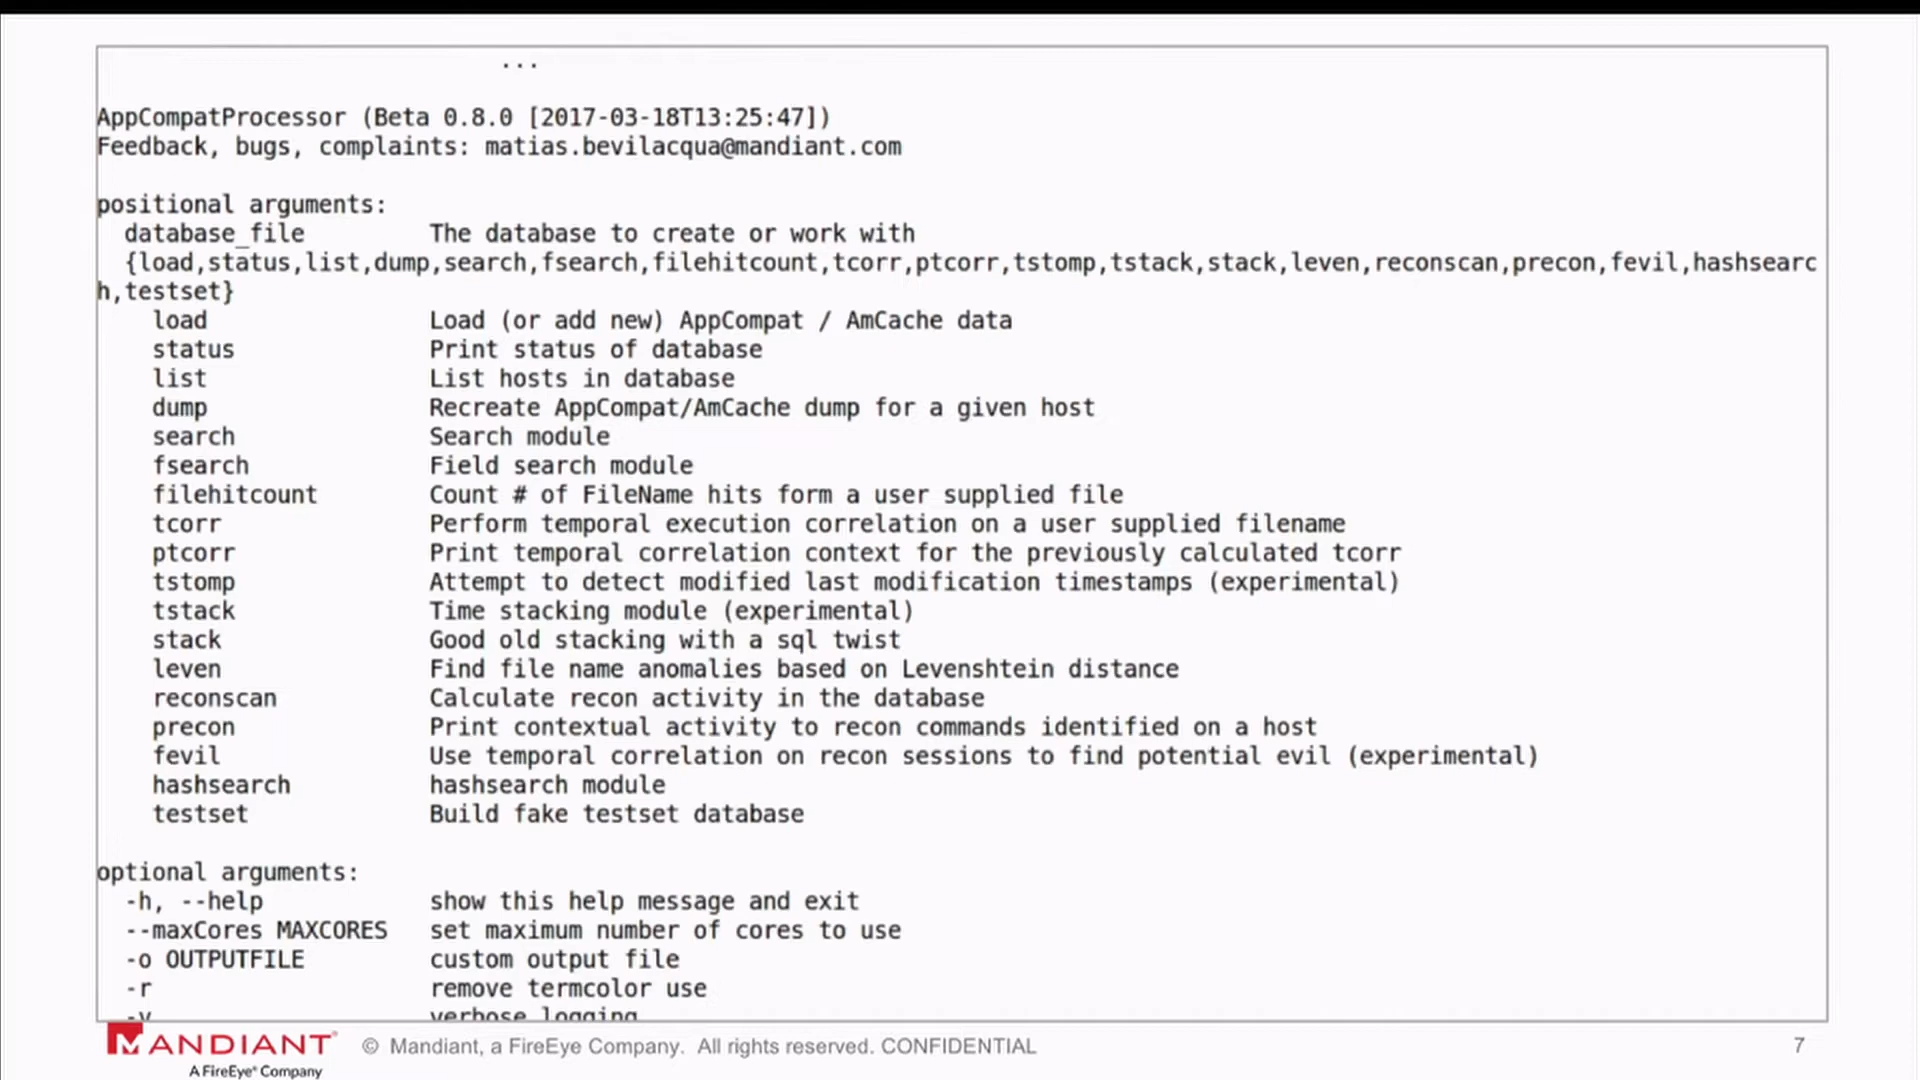 ...
AppCompatProcessor (Beta 0.8.0 [2017-03-18T13:25:47])
Feedback, bugs, complaints: matias.bevilacqua@mandiant.com
positional arguments:
database_file The database to create or work with
{load,status,list,dump,search,fsearch,filehitcount,tcorr,ptcorr,tstomp,tstack,stack,leven,reconscan,precon,fevil,hashsearc
h,testset}
load Load (or add new) AppCompat / AmCache data
status Print status of database
list List hosts in database
dump Recreate AppCompat/AmCache dump for a given host
search Search module
fsearch Field search module
filehitcount Count # of FileName hits form a user supplied file
tcorr Perform temporal execution correlation on a user supplied filename
ptcorr Print temporal correlation context for the previously calculated tcorr
tstomp Attempt to detect modified last modification timestamps (experimental)
tstack Time stacking module (experimental)
stack Good old stacking with a sql twist
leven Find file name anomalies based on Levenshtein distance
reconscan Calculate recon activity in the database
precon Print contextual activity to recon commands identified on a host
fevil Use temporal correlation on recon sessions to find potential evil (experimental)
hashsearch hashsearch module
testset Build fake testset database
optional arguments:
-h, --help show this help message and exit
--maxCores MAXCORES set maximum number of cores to use
-o OUTPUTFILE custom output file
-r remove termcolor use
-v verbose logging
MANDIANT®
A FireEye® Company
© Mandiant, a FireEye Company. All rights reserved. CONFIDENTIAL
7